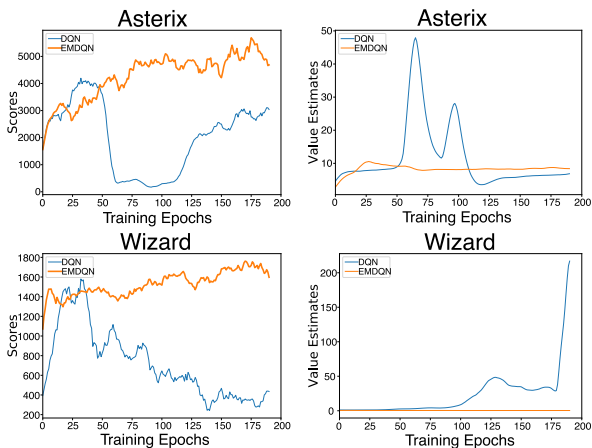 Asterix
DQN
EMDQN
5000
4000
3000
2000
1000
0
Scores
0 25 50 75 100 125 150 175 200
Training Epochs
Asterix
DQN
EMDQN
50
40
30
20
10
Value Estimates
0 25 50 75 100 125 150 175 200
Training Epochs
Wizard
DQN
EMDQN
1800
1600
1400
1200
1000
800
600
400
200
Scores
0 25 50 75 100 125 150 175 200
Training Epochs
Wizard
DQN
EMDQN
200
150
100
50
0
Value Estimates
0 25 50 75 100 125 150 175 200
Training Epochs